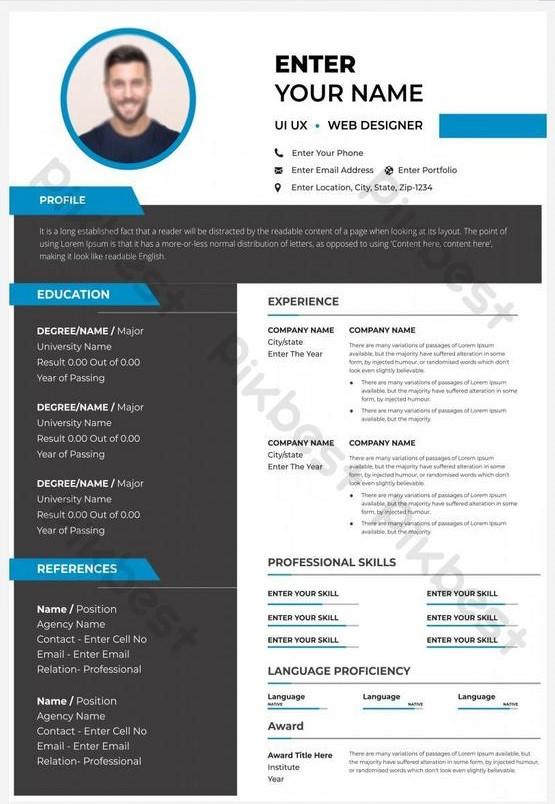 ENTER
YOUR NAME
UI UX • WEB DESIGNER
Enter Your Phone
Enter Email Address Enter Portfolio
Enter Location, City, State, Zip-1234
PROFILE
It is a long established fact that a reader will be distracted by the readable content of a page when looking at its layout. The point of
using Lorem Ipsum is that it has a more-or-less normal distribution of letters, as opposed to using 'Content here, content here',
making it look like readable English.
EDUCATION
DEGREE/NAME / Major
University Name
Result 0.00 Out of 0.00
Year of Passing
DEGREE/NAME / Major
University Name
Result 0.00 Out of 0.00
Year of Passing
DEGREE/NAME / Major
University Name
Result 0.00 Out of 0.00
Year of Passing
REFERENCES
Name / Position
Agency Name
Contact - Enter Cell No
Email - Enter Email
Relation- Professional
Name / Position
Agency Name
Contact - Enter Cell No
Email - Enter Email
Relation- Professional
EXPERIENCE
COMPANY NAME
City/state
Enter The Year
COMPANY NAME
There are many variations of passages of Lorem Ipsum
available, but the majority have suffered alteration in some
form, by injected humour, or randomised words which don't
look even slightly believable.
• There are many variations of passages of Lorem Ipsum
available, but the majority have suffered alteration in some
form, by injected humour.
• There are many variations of passages of Lorem Ipsum
available, but the majority.
COMPANY NAME
City/state
Enter The Year
COMPANY NAME
There are many variations of passages of Lorem Ipsum
available, but the majority have suffered alteration in some
form, by injected humour, or randomised words which don't
look even slightly believable.
• There are many variations of passages of Lorem Ipsum
available, but the majority have suffered alteration in some
form, by injected humour.
• There are many variations of passages of Lorem Ipsum
available, but the majority.
PROFESSIONAL SKILLS
ENTER YOUR SKILL ENTER YOUR SKILL
ENTER YOUR SKILL ENTER YOUR SKILL
ENTER YOUR SKILL ENTER YOUR SKILL
LANGUAGE PROFICIENCY
Language Language Language
NATIVE NATIVE NATIVE
Award
Award Title Here
Institute
Year
There are many variations of passages of Lorem Ipsum available, but
the majority have suffered alteration in some form, by injected humour,
or randomised words which don't look even slightly believable.
pikbest
pikbest
pikbest
pikbest
pikbest